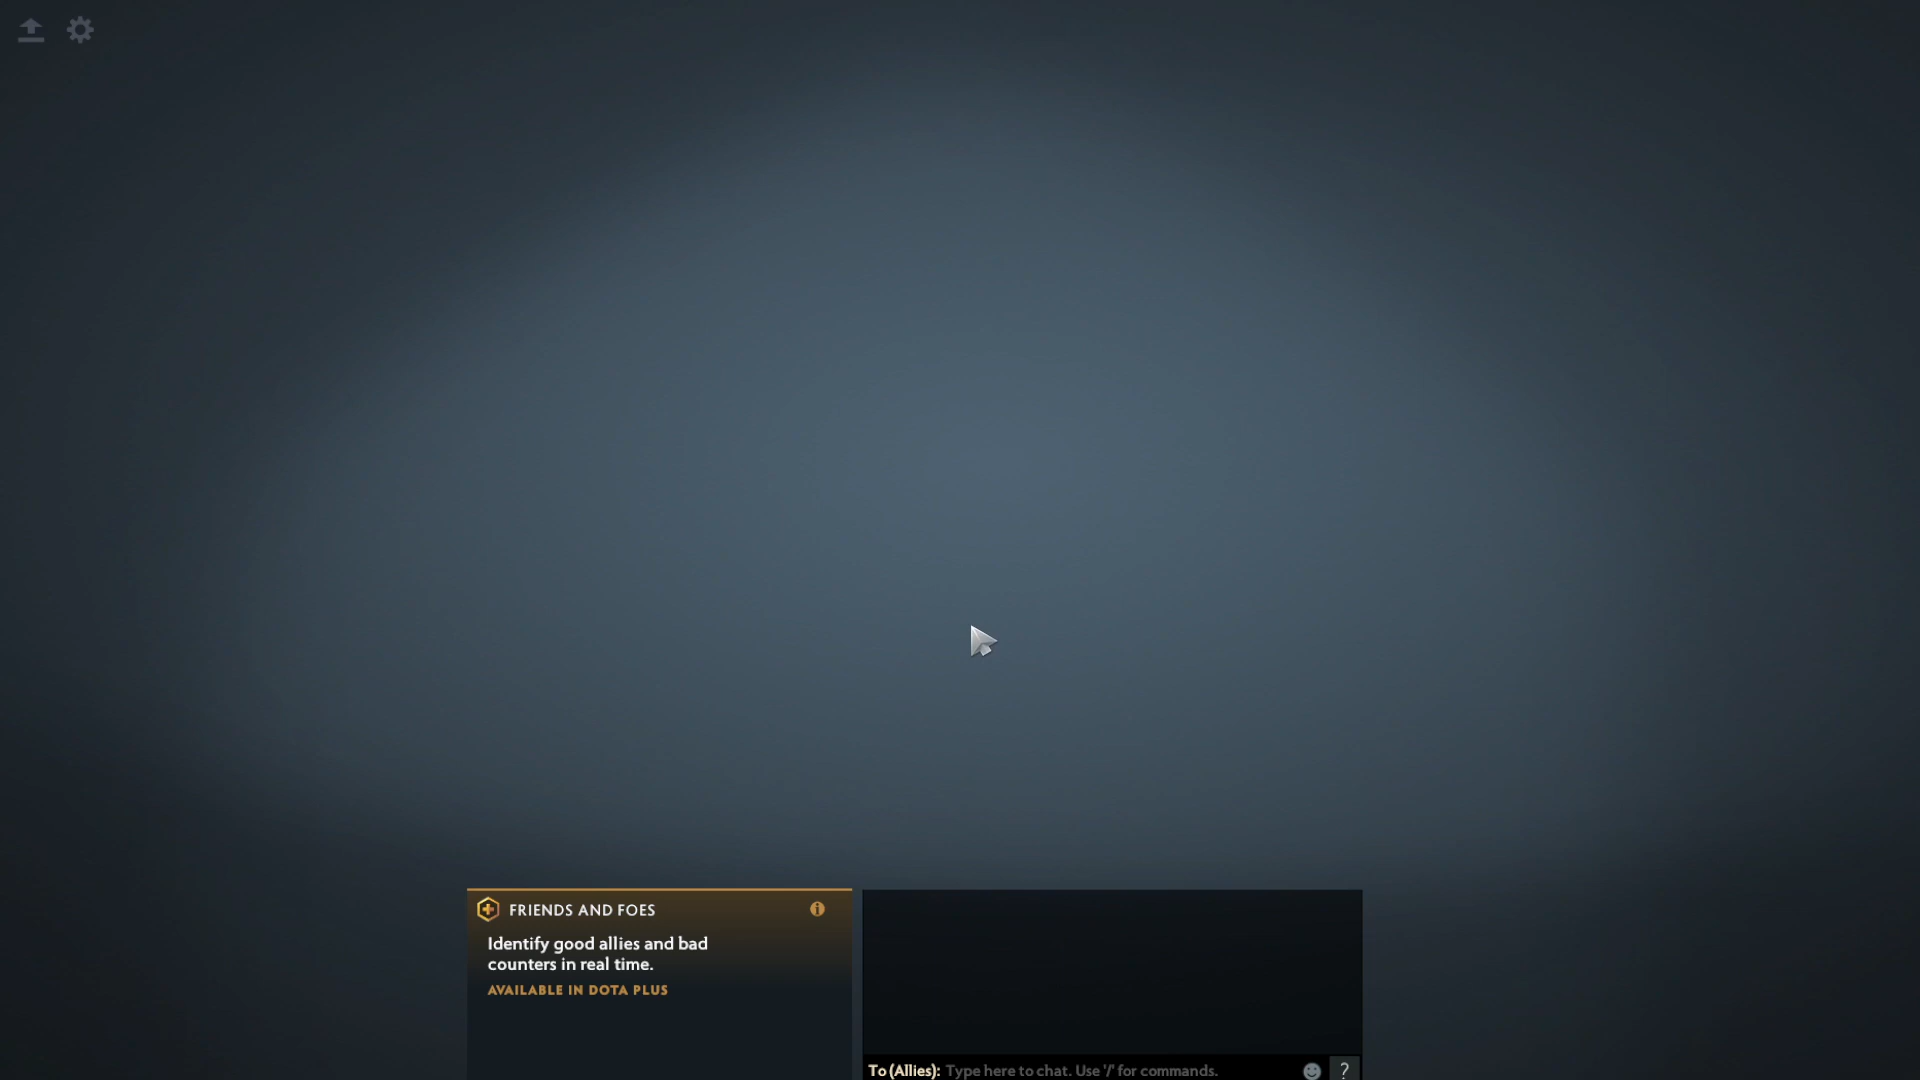 FRIENDS AND FOES
Identify good allies and bad
counters in real time.
AVAILABLE IN DOTA PLUS
To (Allies): Type here to chat. Use '/' for commands.
?